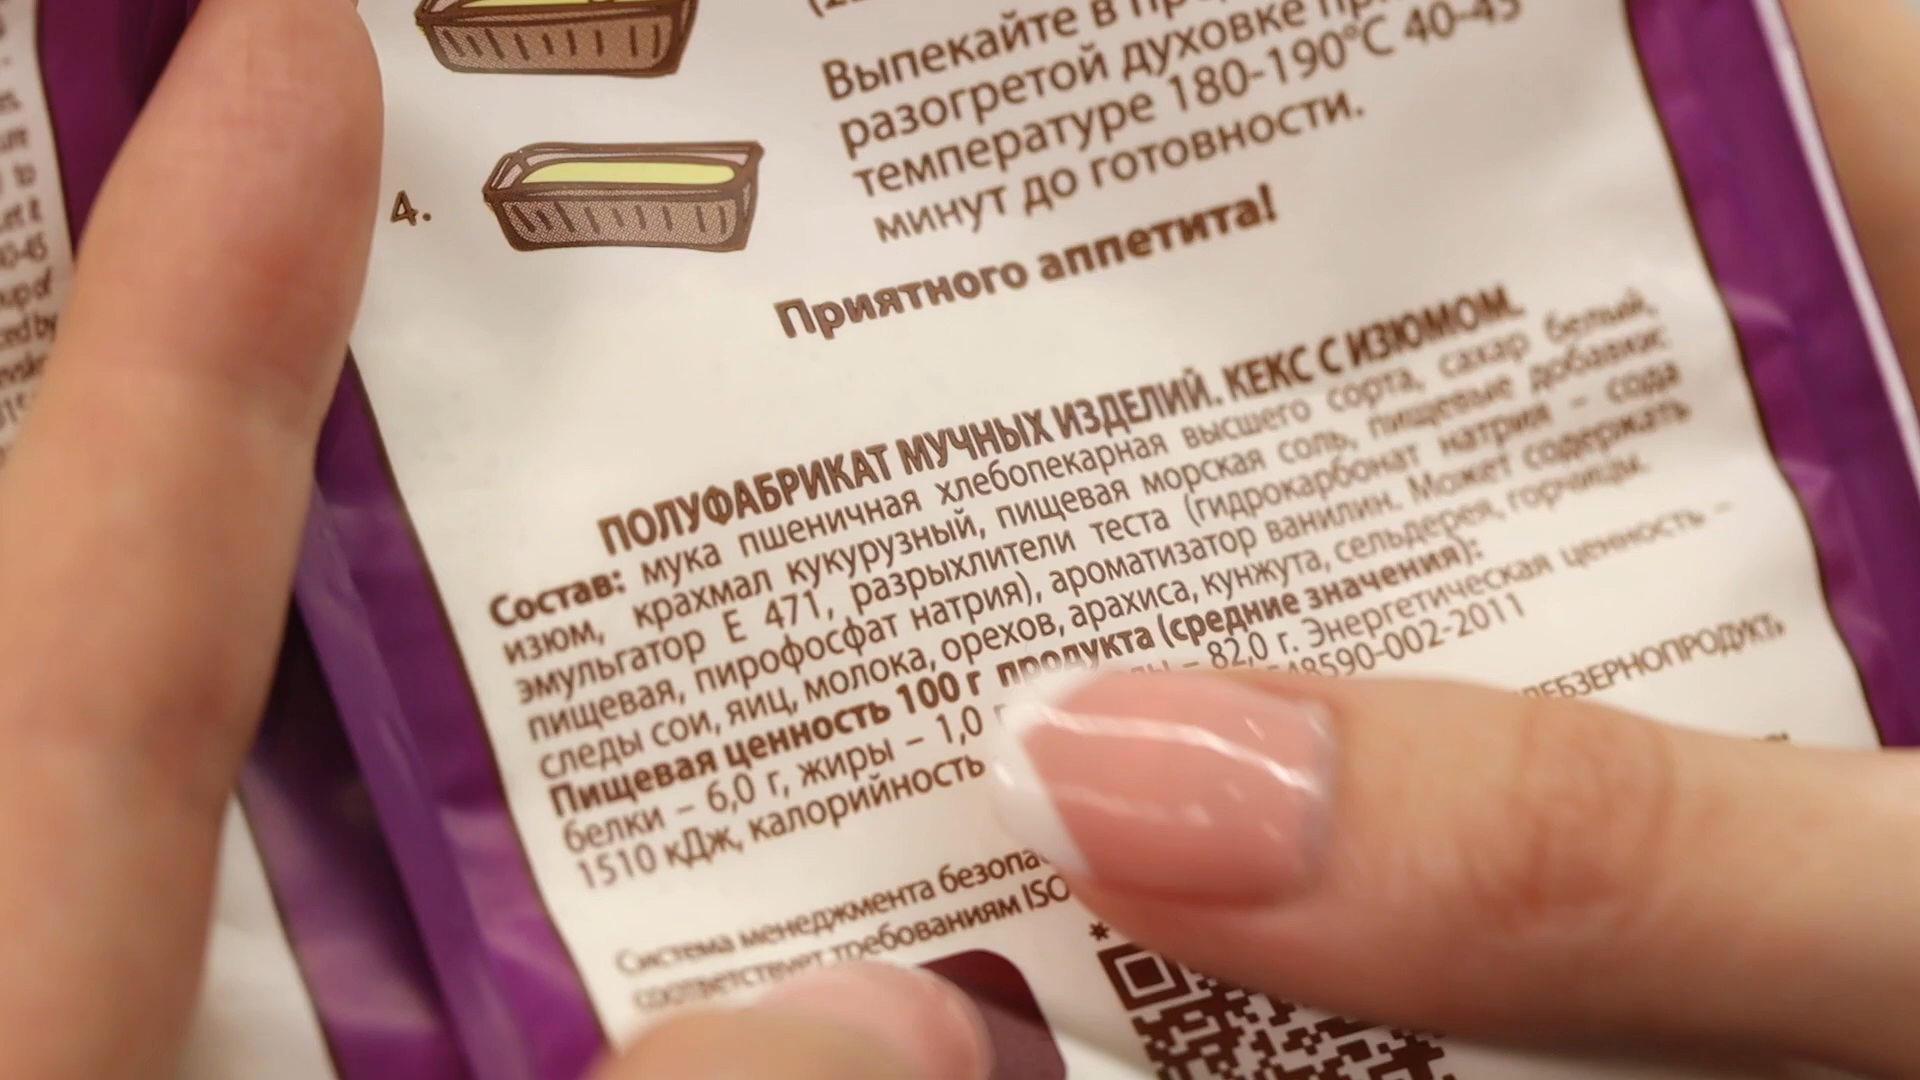 Выпекайте в
разогретой духовке
температуре 180-190°C 40-45
минут до готовности.
4.
Приятного аппетита!
ПОЛУФАБРИКАТ МУЧНЫХ ИЗДЕЛИЙ. КЕКС С ИЗЮМОМ.
Состав: мука пшеничная хлебопекарная высшего сорта, сахар белый,
изюм, крахмал кукурузный, пищевая морская соль, пищевые добавки:
эмульгатор Е 471, разрыхлители теста (гидрокарбонат натрия – сода
пищевая, пирофосфат натрия), ароматизатор ванилин. Может содержать
следы сои, яиц, молока, орехов, арахиса, кунжута, сельдерея, горчицы.
Пищевая ценность 100 г продукта (средние значения):
белки – 6,0 г, жиры – 1,0 – 82,0 г. Энергетическая ценность –
1510 кДж, калорийность 48590-002-2011
Система менеджмента
соответствует требованиям ISO
*